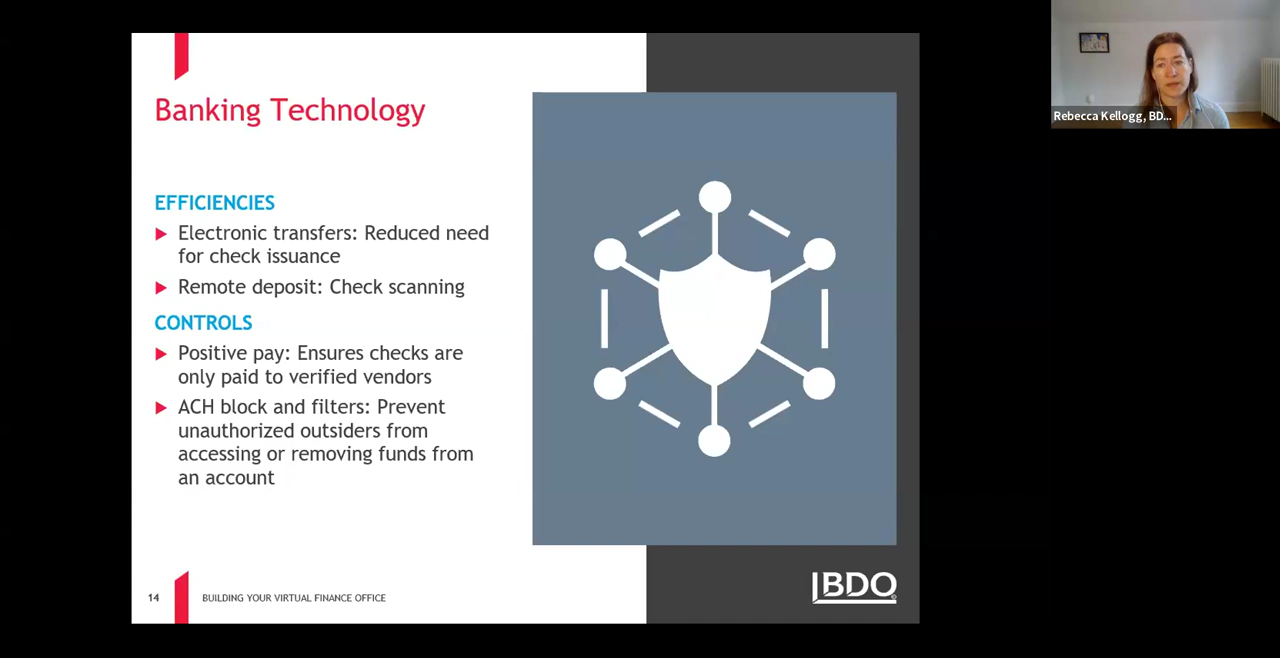 Banking Technology
EFFICIENCIES
Electronic transfers: Reduced need
for check issuance
Remote deposit: Check scanning
CONTROLS
Positive pay: Ensures checks are
only paid to verified vendors
ACH block and filters: Prevent
unauthorized outsiders from
accessing or removing funds from
an account
14
BUILDING YOUR VIRTUAL FINANCE OFFICE
BDO
Rebecca Kellogg, BD...